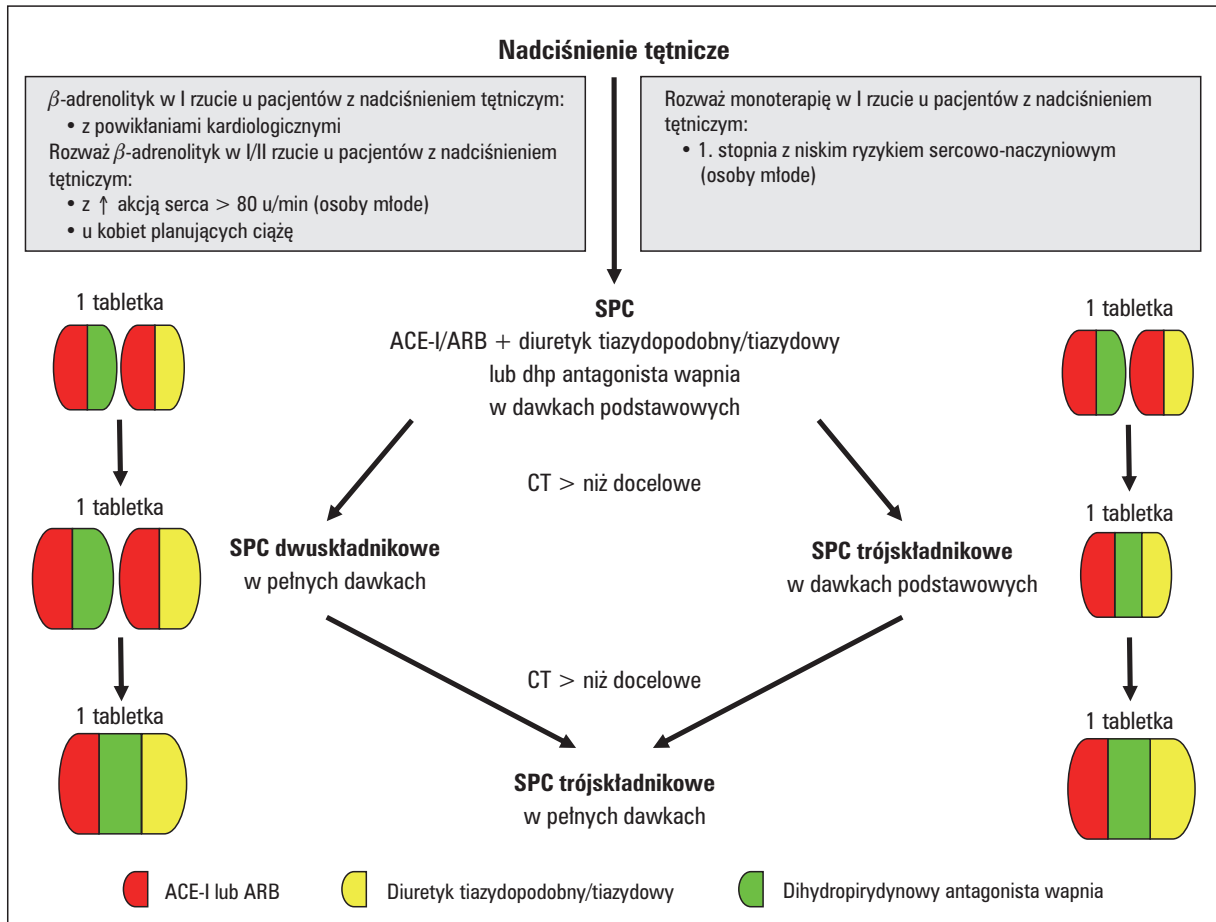 Nadciśnienie tętnicze
β-adrenolityk w I rzucie u pacjentów z nadciśnieniem tętniczym:
• z powikłaniami kardiologicznymi
Rozważ β-adrenolityk w I/II rzucie u pacjentów z nadciśnieniem
tętniczym:
• z ↑ akcją serca > 80 u/min (osoby młode)
• u kobiet planujących ciążę
Rozważ monoterapię w I rzucie u pacjentów z nadciśnieniem
tętniczym:
• 1. stopnia z niskim ryzykiem sercowo-naczyniowym
(osoby młode)
1 tabletka
SPC
ACE-I/ARB + diuretyk tiazydopodobny/tiazydowy
lub dhp antagonista wapnia
w dawkach podstawowych
1 tabletka
CT > niż docelowe
1 tabletka
SPC dwuskładnikowe
w pełnych dawkach
SPC trójskładnikowe
w dawkach podstawowych
1 tabletka
CT > niż docelowe
1 tabletka
SPC trójskładnikowe
w pełnych dawkach
1 tabletka
ACE-I lub ARB
Diuretyk tiazydopodobny/tiazydowy
Dihydropirydynowy antagonista wapnia